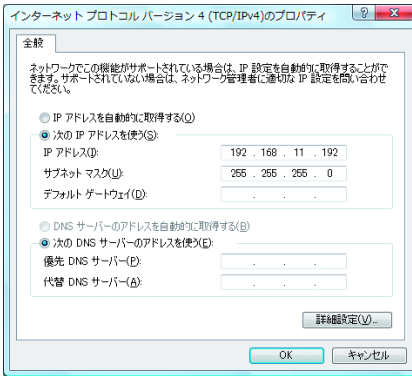 インターネット プロトコル バージョン 4 (TCP/IPv4)のプロパティ
全般
ネットワークでこの機能がサポートされている場合は、IP 設定を自動的に取得することがで
きます。サポートされていない場合は、ネットワーク管理者に適切な IP 設定を問い合わせ
てください。
IP アドレスを自動的に取得する(O)
次の IP アドレスを使う(S):
IP アドレス(I): 192 . 168 . 11 . 192
サブネット マスク(U): 255 . 255 . 255 . 0
デフォルト ゲートウェイ(D): . . .
DNS サーバーのアドレスを自動的に取得する(B)
次の DNS サーバーのアドレスを使う(E):
優先 DNS サーバー(P): . . .
代替 DNS サーバー(A): . . .
詳細設定(V)...
OK キャンセル